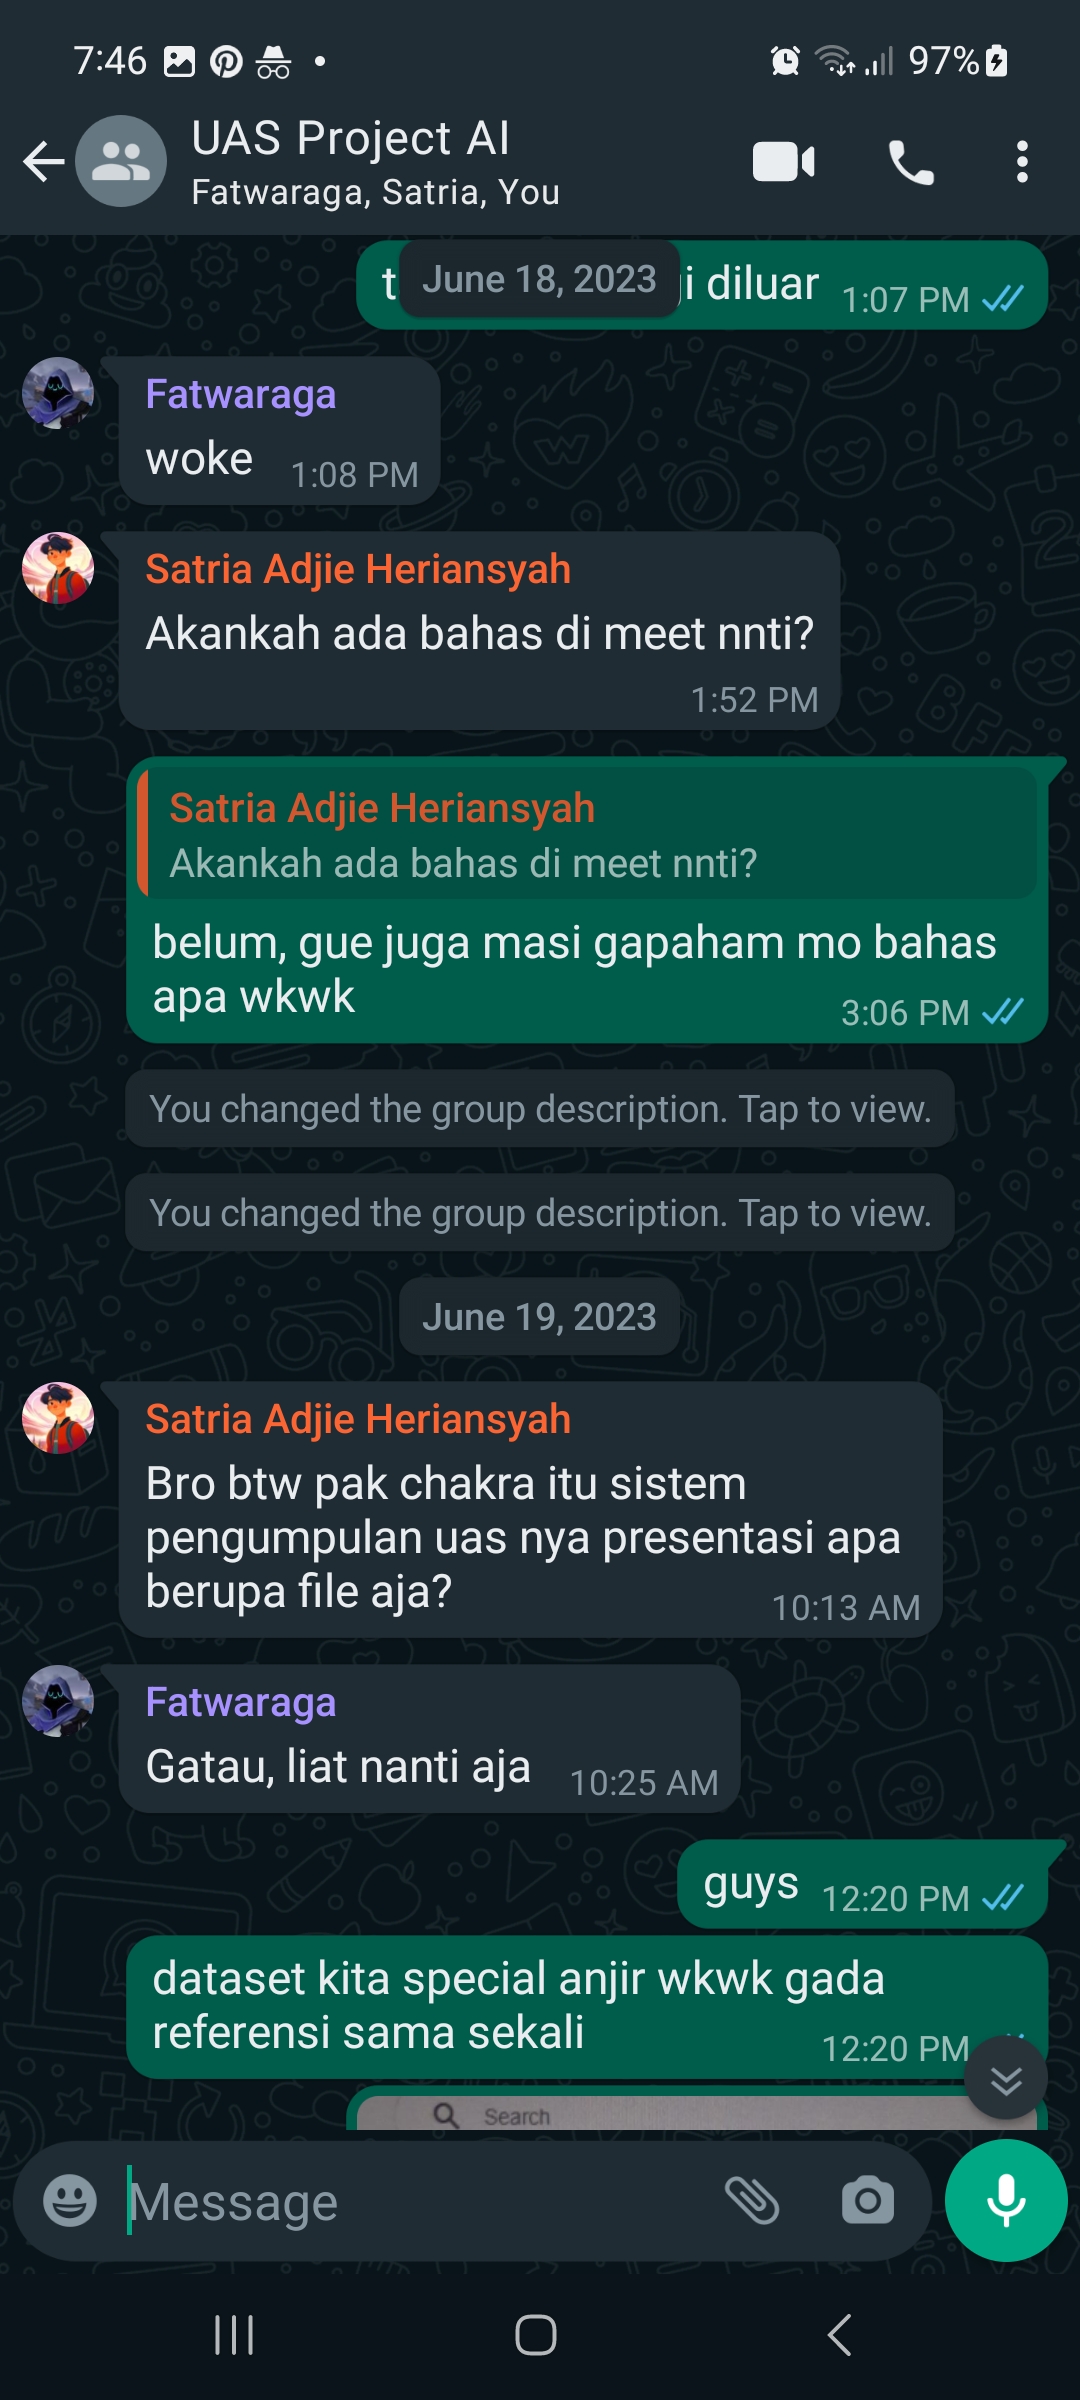 7:46
97%
UAS Project AI
Fatwaraga, Satria, You
June 18, 2023
diluar 1:07 PM
Fatwaraga
woke 1:08 PM
Satria Adjie Heriansyah
Akankah ada bahas di meet nnti?
1:52 PM
Satria Adjie Heriansyah
Akankah ada bahas di meet nnti?
belum, gue juga masi gapaham mo bahas
apa wkwk
3:06 PM
You changed the group description. Tap to view.
You changed the group description. Tap to view.
June 19, 2023
Satria Adjie Heriansyah
Bro btw pak chakra itu sistem
pengumpulan uas nya presentasi apa
berupa file aja?
10:13 AM
Fatwaraga
Gatau, liat nanti aja 10:25 AM
guys 12:20 PM
dataset kita special anjir wkwk gada
referensi sama sekali
12:20 PM
Search
Message